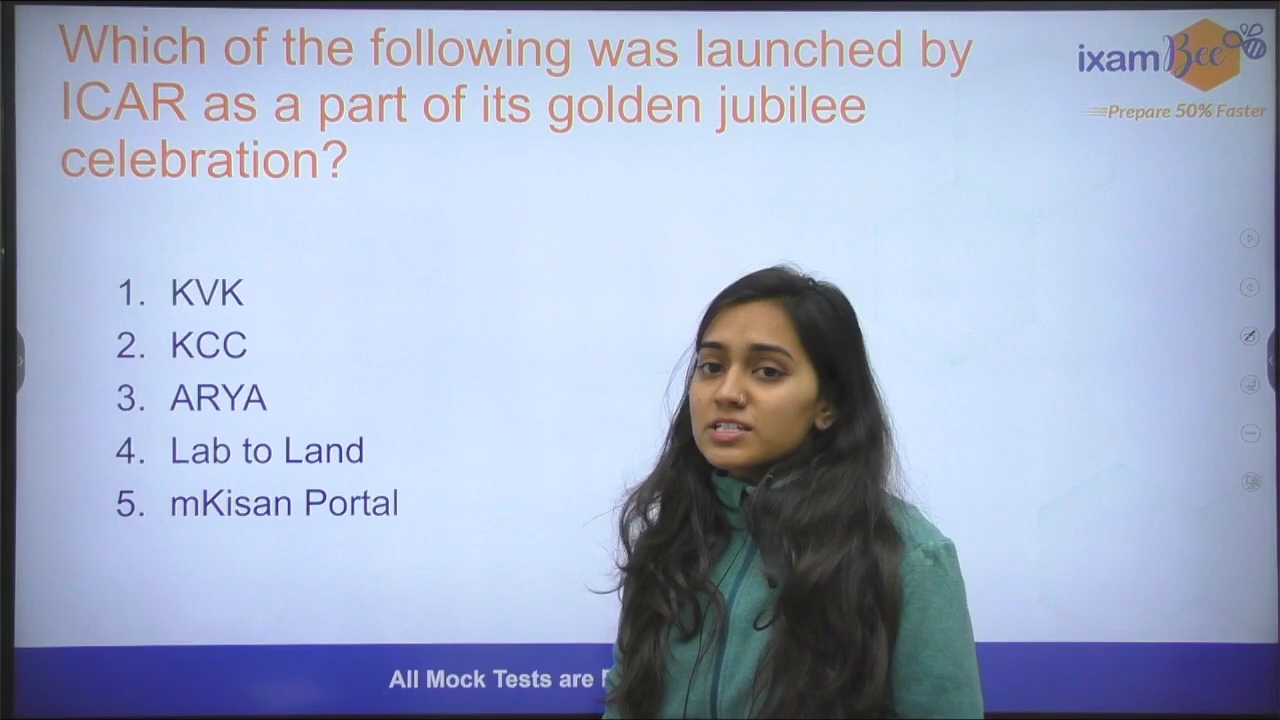 Which of the following was launched by
ICAR as a part of its golden jubilee
celebration?
ixamBee
Prepare 50% Faster
1. KVK
2. KCC
3. ARYA
4. Lab to Land
5. mKisan Portal
All Mock Tests are